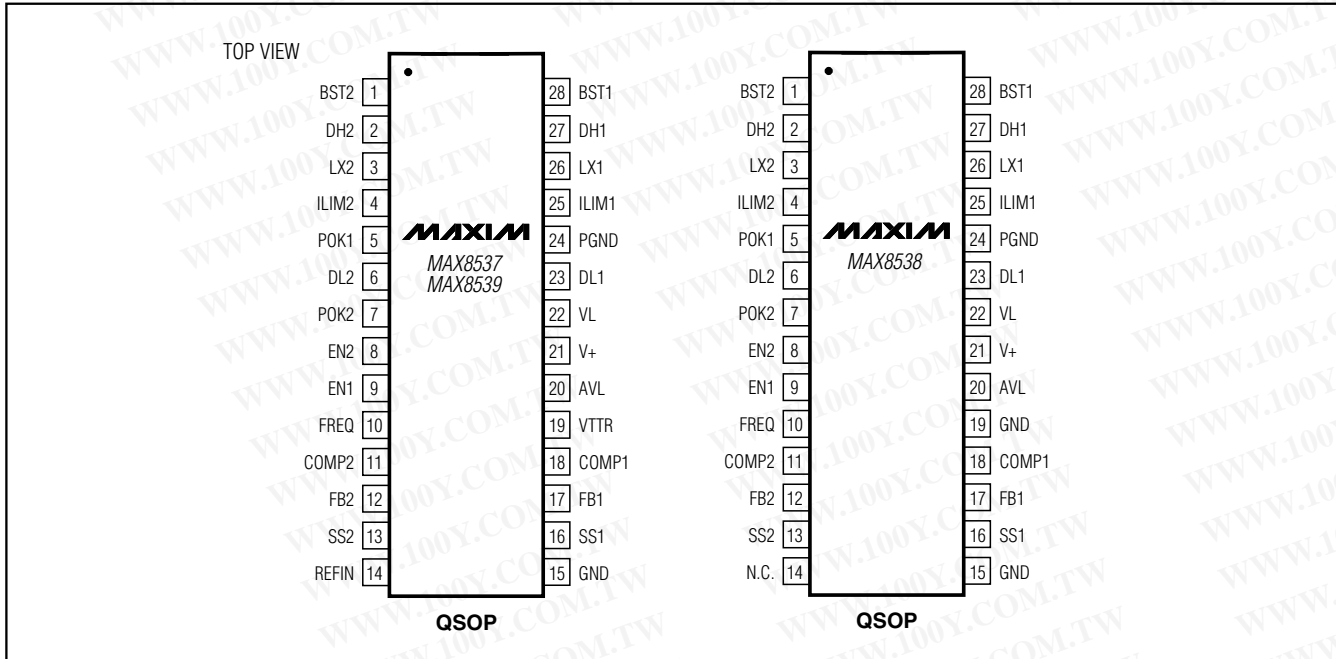 TOP VIEW
BST2 1
DH2 2
LX2 3
ILIM2 4
POK1 5
DL2 6
POK2 7
EN2 8
EN1 9
FREQ 10
COMP2 11
FB2 12
SS2 13
REFIN 14
MAXIM
MAX8537
MAX8539
28 BST1
27 DH1
26 LX1
25 ILIM1
24 PGND
23 DL1
22 VL
21 V+
20 AVL
19 VTTR
18 COMP1
17 FB1
16 SS1
15 GND
QSOP
BST2 1
DH2 2
LX2 3
ILIM2 4
POK1 5
DL2 6
POK2 7
EN2 8
EN1 9
FREQ 10
COMP2 11
FB2 12
SS2 13
N.C. 14
MAXIM
MAX8538
28 BST1
27 DH1
26 LX1
25 ILIM1
24 PGND
23 DL1
22 VL
21 V+
20 AVL
19 GND
18 COMP1
17 FB1
16 SS1
15 GND
QSOP
WWW.100Y.COM.TW